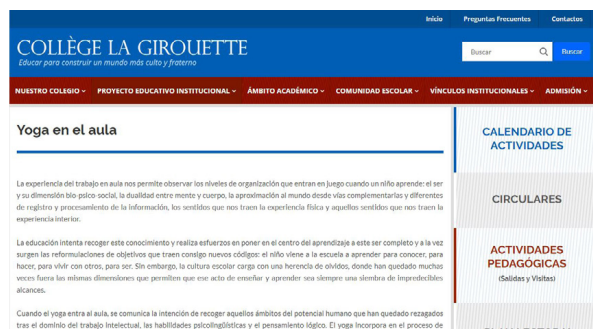 Inicio Preguntas Frecuentes Contactos
COLLÈGE LA GIROUETTE
Educar para construir un mundo más culto y fraterno
Buscar Buscar
NUESTRO COLEGIO PROYECTO EDUCATIVO INSTITUCIONAL ÁMBITO ACADÉMICO COMUNIDAD ESCOLAR VÍNCULOS INSTITUCIONALES ADMISIÓN
Yoga en el aula
La experiencia del trabajo en aula nos permite observar los niveles de organización que entran en juego cuando un niño aprende: el ser
y su dimensión bio-psico-social, la dualidad entre mente y cuerpo, la aproximación al mundo desde vías complementarias y diferentes
de registro y procesamiento de la información, los sentidos que nos traen la experiencia física y aquellos sentidos que nos traen la
experiencia interior.
La educación intenta recoger este conocimiento y realiza esfuerzos en poner en el centro del aprendizaje a este ser completo y a la vez
surgen las reformulaciones de objetivos que traen consigo nuevos códigos: el niño viene a la escuela a aprender para conocer, para
hacer, para vivir con otros, para ser. Sin embargo, la cultura escolar carga con una herencia de olvidos, donde han quedado muchas
veces fuera las mismas dimensiones que permiten que ese acto de enseñar y aprender sea siempre una siembra de impredecibles
alcances.
Cuando el yoga entra al aula, se comunica la intención de recoger aquellos ámbitos del potencial humano que han quedado rezagados
tras el dominio del trabajo intelectual, las habilidades psicolingüísticas y el pensamiento lógico. El yoga incorpora en el proceso de
CALENDARIO DE
ACTIVIDADES
CIRCULARES
ACTIVIDADES
PEDAGÓGICAS
(Salidas y Visitas)